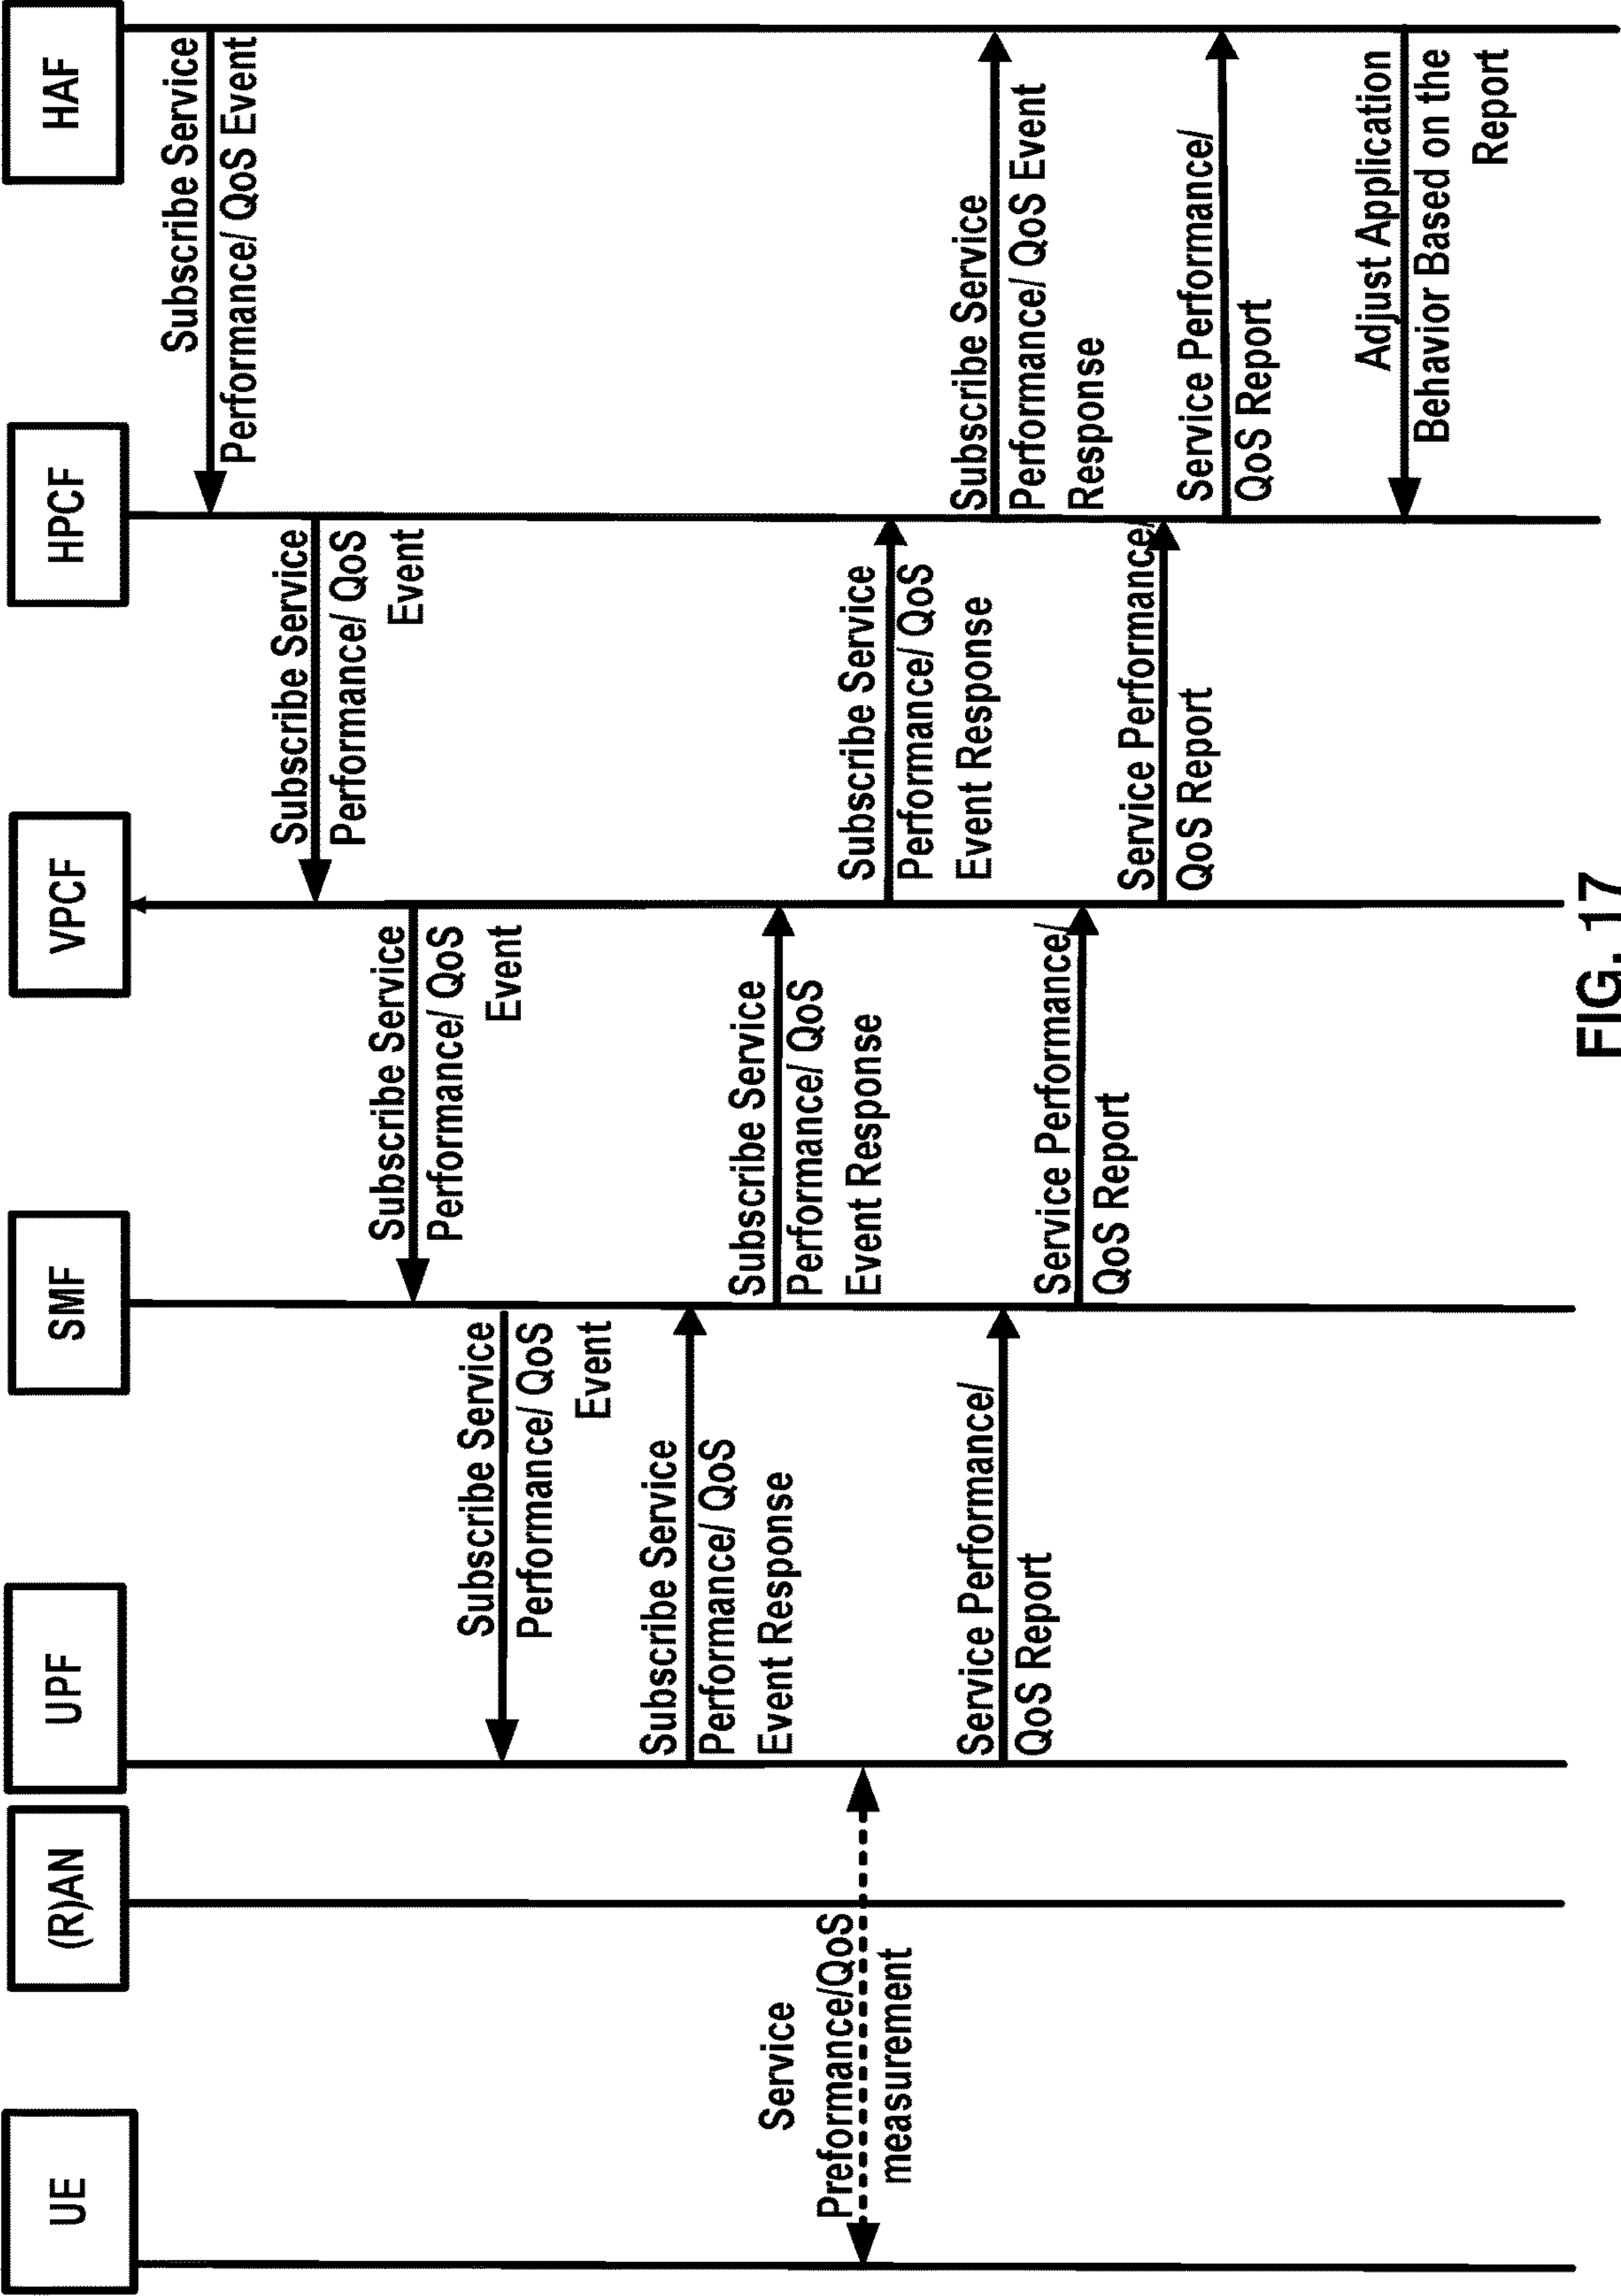 UE
(R)AN
UPF
SMF
VPCF
HPCF
HAF
Subscribe Service
Performance/ QoS Event
Subscribe Service
Performance/ QoS
Event
Subscribe Service
Performance/ QoS
Event
Subscribe Service
Performance/ QoS
Event
Subscribe Service
Performance/ QoS
Event Response
Subscribe Service
Performance/ QoS
Event Response
Service
Preformance/QoS
measurement
Subscribe Service
Performance/ QoS
Event Response
Subscribe Service
Performance/ QoS Event
Response
Service Performance/
QoS Report
Service Performance/
QoS Report
Service Performance/
QoS Report
Service Performance/
QoS Report
Adjust Application
Behavior Based on the
Report
FIG. 17